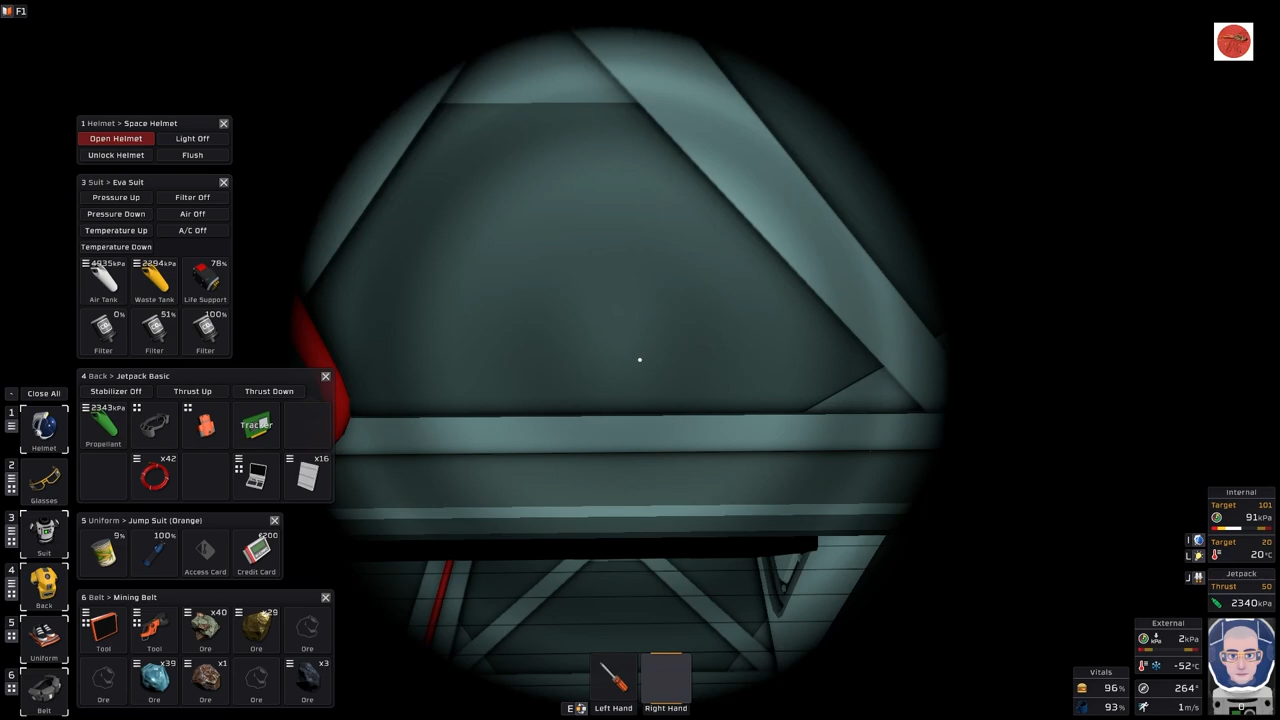 F1
1 Helmet > Space Helmet
Open Helmet
Light Off
Unlock Helmet
Flush
3 Suit > Eva Suit
Pressure Up
Filter Off
Pressure Down
Air Off
Temperature Up
A/C Off
Temperature Down
4935kPa
2294kPa
78%
Air Tank
Waste Tank
Life Support
0%
51%
100%
Filter
Filter
Filter
4 Back > Jetpack Basic
Stabilizer Off
Thrust Up
Thrust Down
2343kPa
Tracker
Propellant
x42
x16
5 Uniform > Jump Suit (Orange)
9%
100%
€200
Access Card
Credit Card
6 Belt > Mining Belt
x40
x29
Tool
Tool
Ore
Ore
Ore
x39
x1
x3
Ore
Ore
Ore
Ore
Ore
- Close All
1
Helmet
2
Glasses
3
Suit
4
Back
5
Uniform
6
Belt
E
Left Hand
Right Hand
Internal
Target 101
91kPa
Target 20
20°C
I
L
J
Jetpack
Thrust 50
2340kPa
External
kPa
2kPa
-52°C
264°
1m/s
Vitals
96%
93%
0